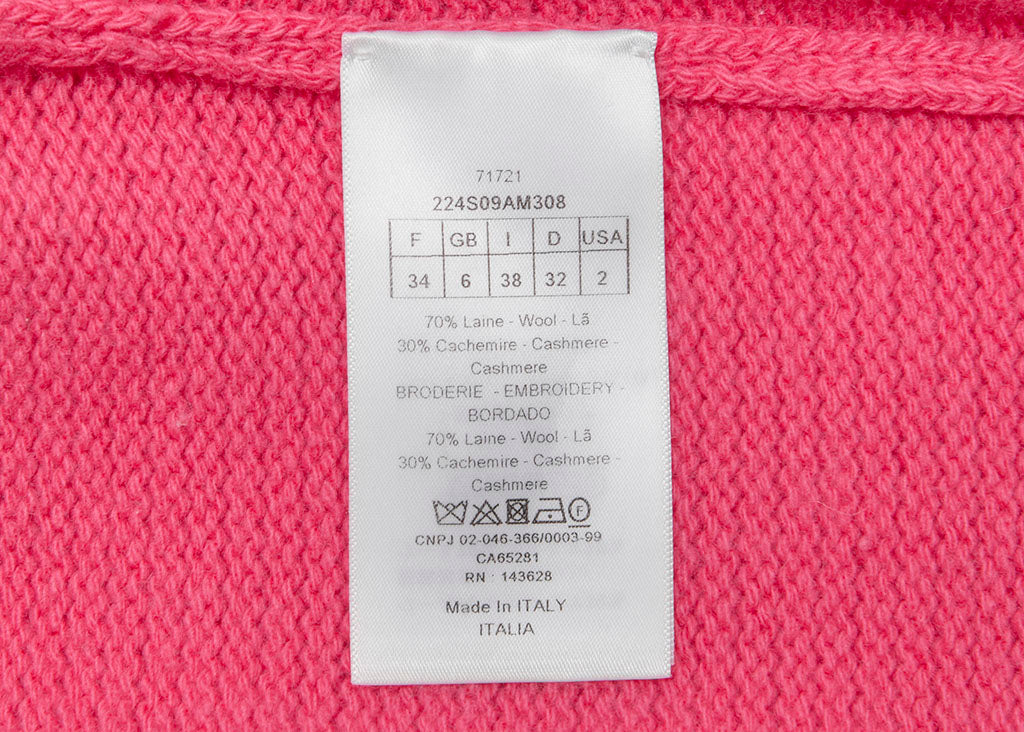 71721
224S09AM308
F GB I D USA
34 6 38 32 2
70% Laine - Wool - Lã
30% Cachemire - Cashmere -
Cashmere
BRODERIE - EMBROIDERY -
BORDADO
70% Laine - Wool - Lã
30% Cachemire - Cashmere -
Cashmere
F
CNPJ 02-046-366/0003-99
CA65281
RN : 143628
Made In ITALY
ITALIA